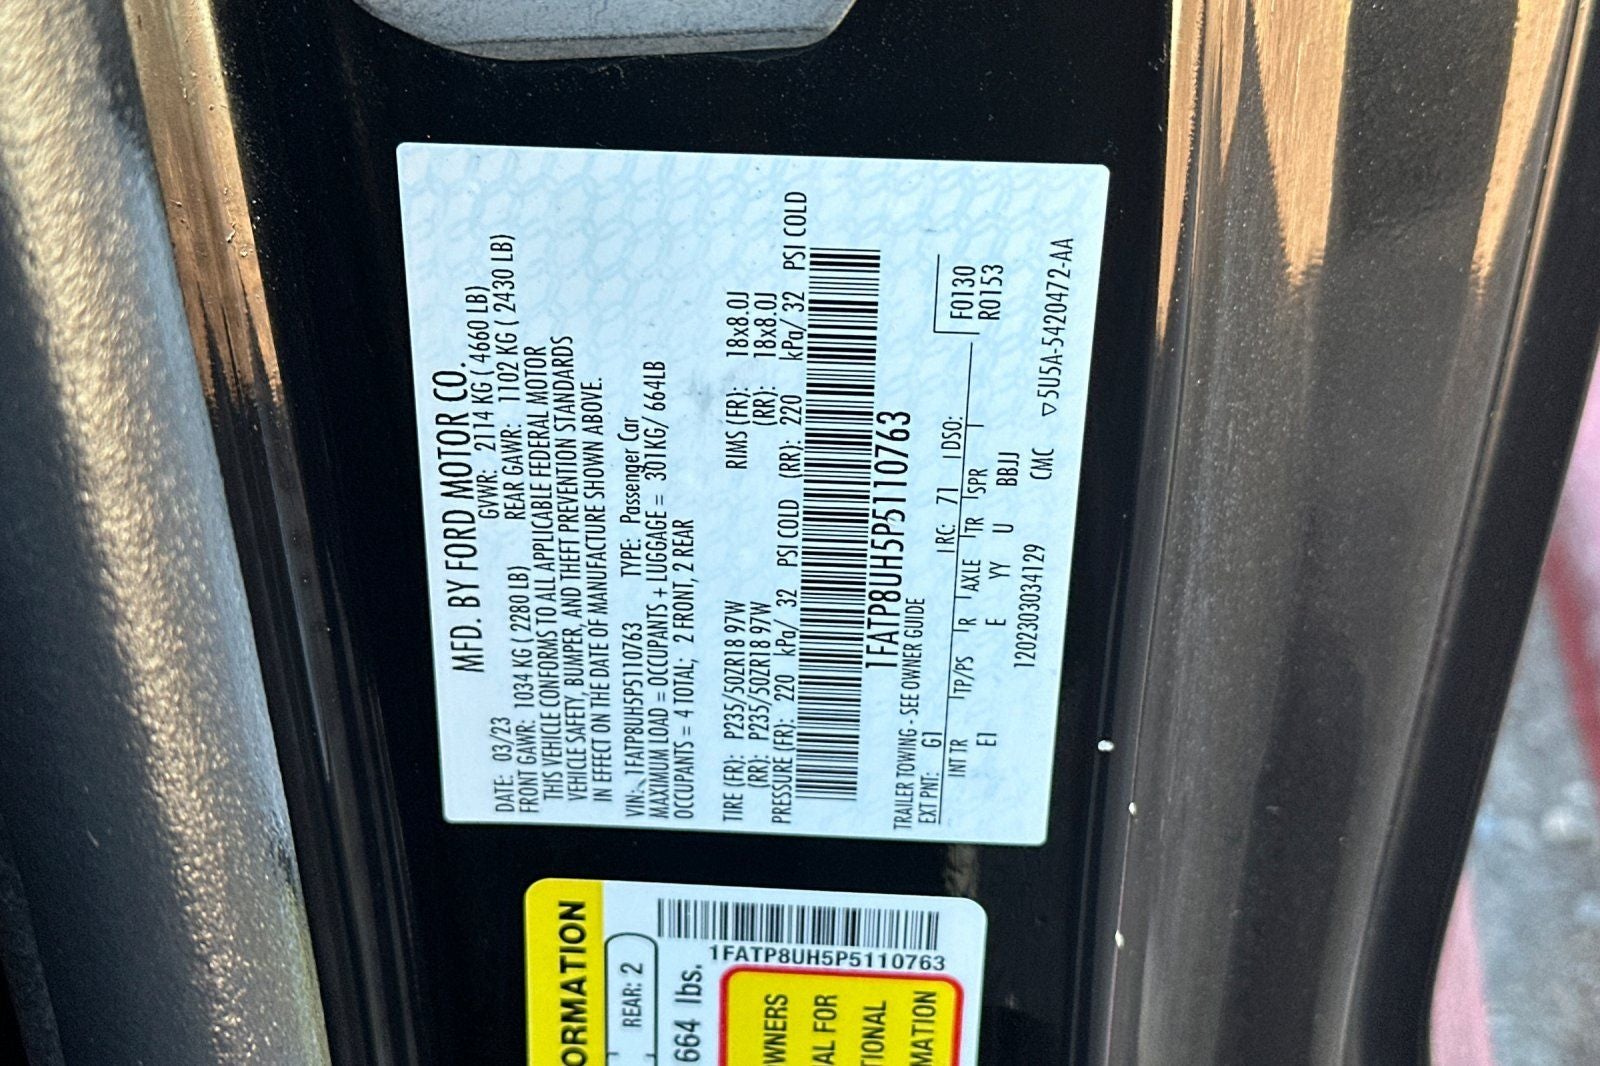 MFD. BY FORD MOTOR CO.
DATE: 03/23 GVWR: 2114 KG ( 4660 LB)
FRONT GAWR: 1034 KG ( 2280 LB) REAR GAWR: 1102 KG ( 2430 LB)
THIS VEHICLE CONFORMS TO ALL APPLICABLE FEDERAL MOTOR
VEHICLE SAFETY, BUMPER, AND THEFT PREVENTION STANDARDS
IN EFFECT ON THE DATE OF MANUFACTURE SHOWN ABOVE.
VIN: 1FATP8UH5P5110763 TYPE: Passenger Car
MAXIMUM LOAD = OCCUPANTS + LUGGAGE = 301KG/ 664LB
OCCUPANTS = 4 TOTAL; 2 FRONT, 2 REAR
TIRE (FR): P235/50ZR18 97W RIMS (FR): 18x8.0J
(RR): P235/50ZR18 97W (RR): 18x8.0J
PRESSURE (FR): 220 kPa/ 32 PSI COLD (RR): 220 kPa/ 32 PSI COLD
1FATP8UH5P5110763
TRAILER TOWING - SEE OWNER GUIDE
EXT PNT: G1 RC: 71 DSO: F0130
R0153
INT TR TP/PS R AXLE TR SPR
E1 E YY U BBJJ
1202303034129 CMC ▽5U5A-5420472-AA
ORMATION
REAR: 2
664 lbs.
1FATP8UH5P5110763
OWNERS
AL FOR
TIONAL
MATION